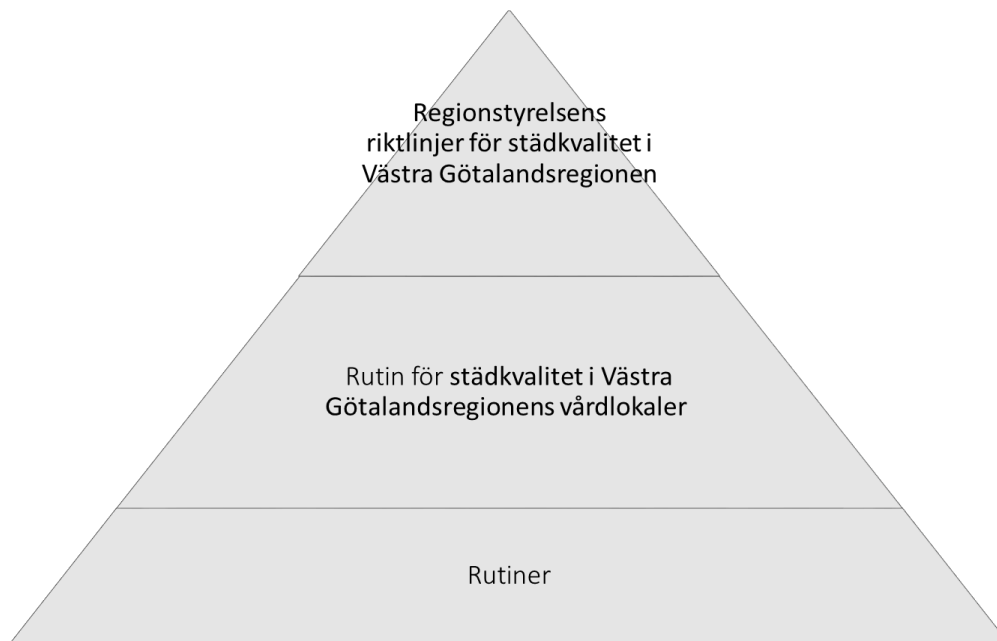 Regionstyrelsens
riktlinjer för städkvalitet i
Västra Götalandsregionen
Rutin för städkvalitet i Västra
Götalandsregionens vårdlokaler
Rutiner